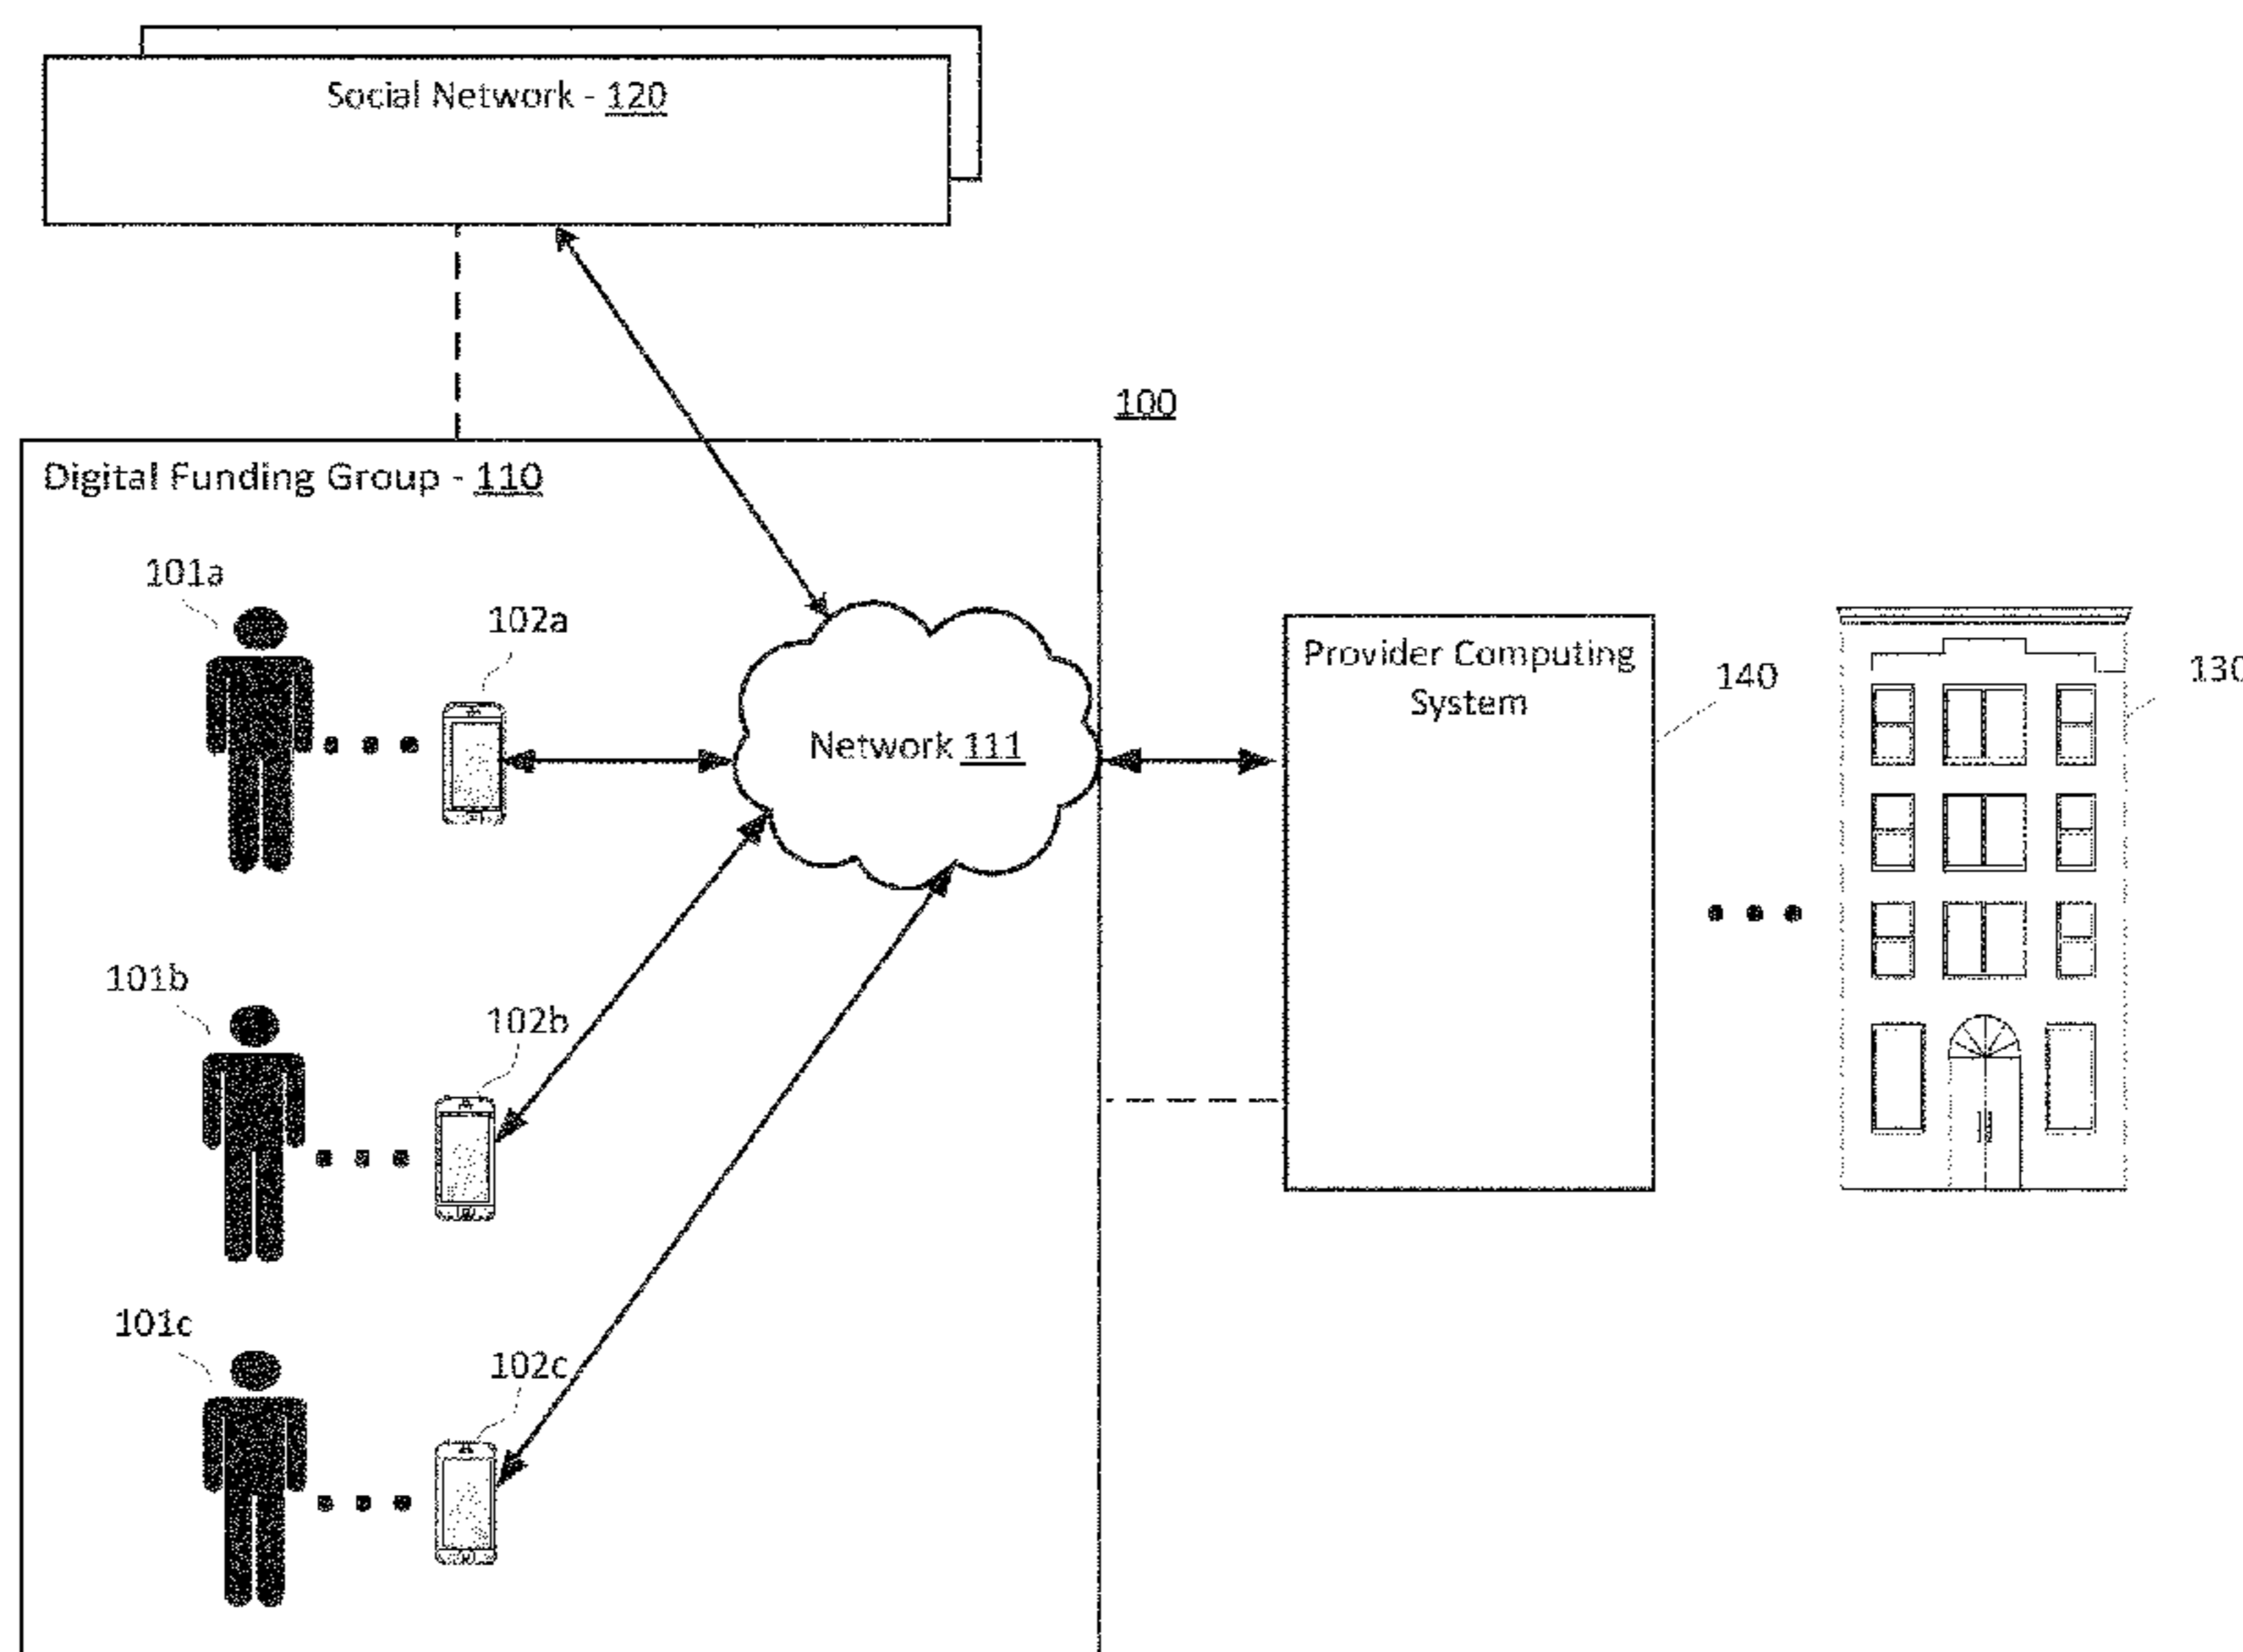 Social Network - 120
100
Digital Funding Group - 110
101a
102a
Network 111
Provider Computing
System
140
130
101b
102b
101c
102c